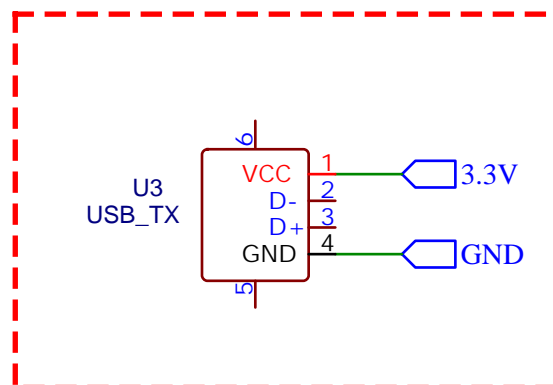 6
U3
USB_TX
VCC 1 3.3V
D- 2
D+ 3
GND 4 GND
5